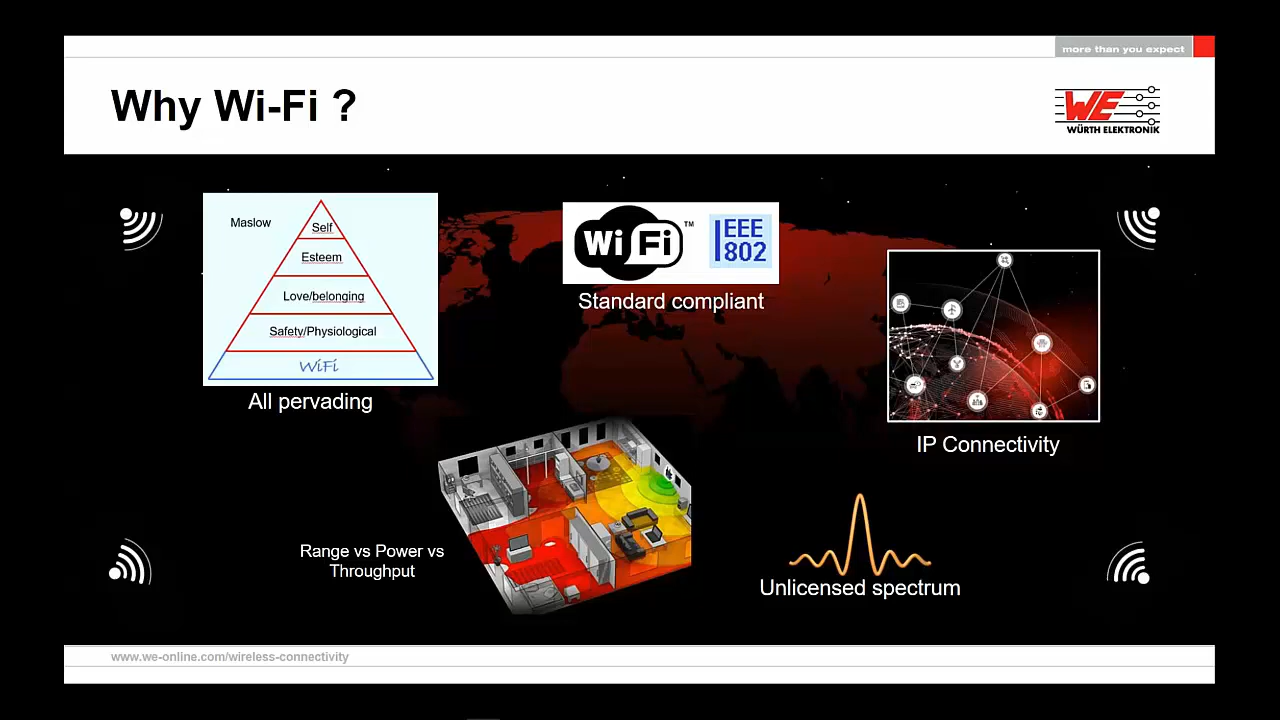 more than you expect
Why Wi-Fi ?
WE
WÜRTH ELEKTRONIK
Maslow
Self
Esteem
Love/belonging
Safety/Physiological
WiFi
All pervading
Wi Fi ™
IEEE
802
Standard compliant
IP Connectivity
Range vs Power vs
Throughput
Unlicensed spectrum
www.we-online.com/wireless-connectivity